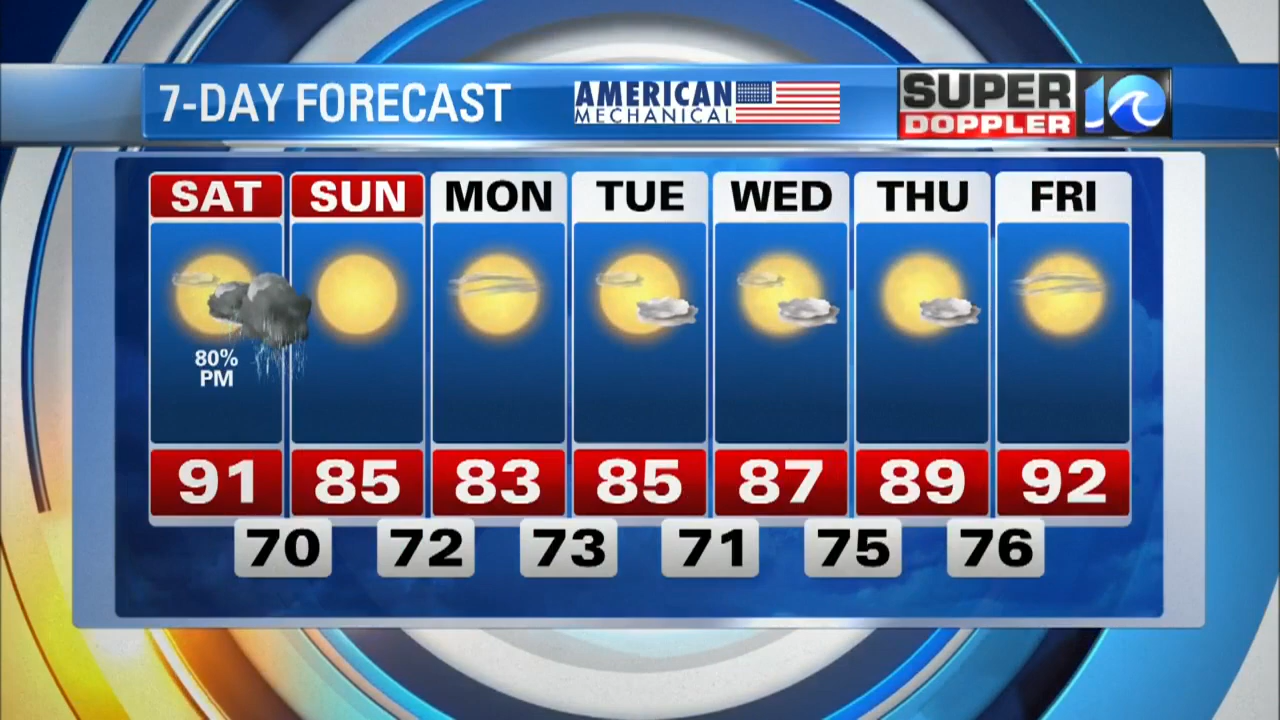 7-DAY FORECAST
AMERICAN
MECHANICAL
SUPER
DOPPLER 10
SAT SUN MON TUE WED THU FRI
80%
PM
91 85 83 85 87 89 92
70 72 73 71 75 76